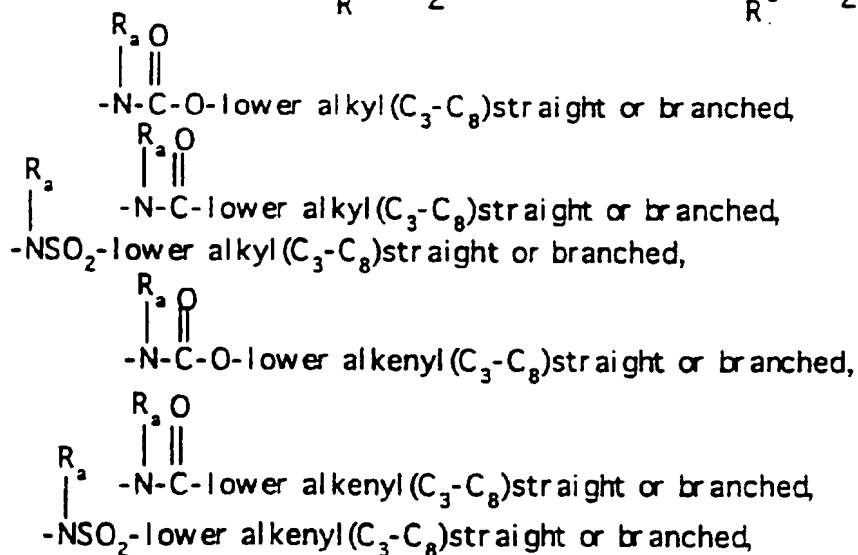 R 2 R 2
R_a O
-N-C-O-lower alkyl(C_3-C_8)straight or branched,
R_a O
-N-C-lower alkyl(C_3-C_8)straight or branched,
R_a
-NSO_2-lower alkyl(C_3-C_8)straight or branched,
R_a O
-N-C-O-lower alkenyl(C_3-C_8)straight or branched,
R_a O
-N-C-lower alkenyl(C_3-C_8)straight or branched,
R_a
-NSO_2-lower alkenyl(C_3-C_8)straight or branched,